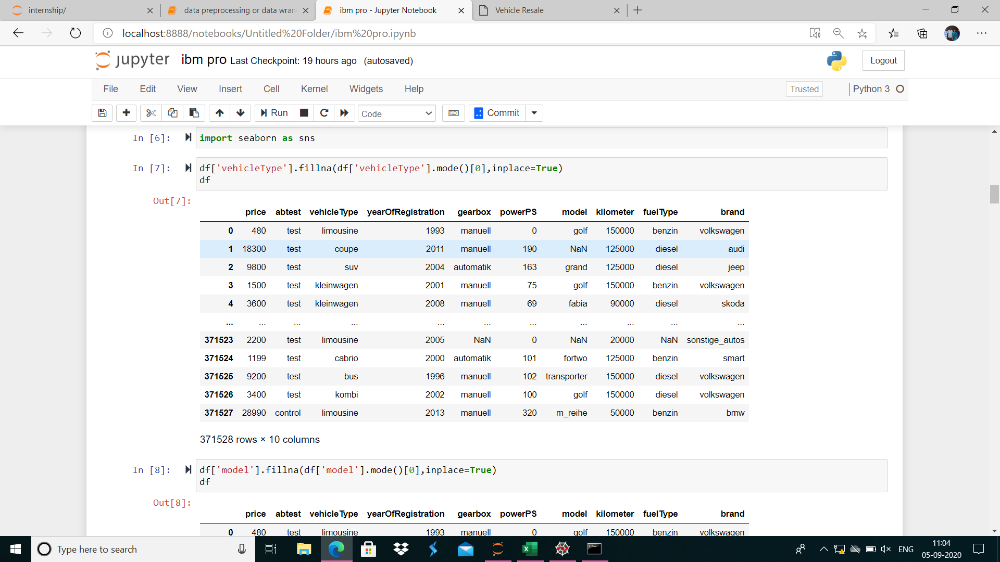 internship/
data preprocessing or data wran
ibm pro - Jupyter Notebook
Vehicle Resale
localhost:8888/notebooks/Untitled%20Folder/ibm%20pro.ipynb
jupyter ibm pro Last Checkpoint: 19 hours ago (autosaved)
Logout
File Edit View Insert Cell Kernel Widgets Help
Trusted
Python 3
Run
Code
Commit
In [6]: import seaborn as sns
In [7]: df['vehicleType'].fillna(df['vehicleType'].mode()[0],inplace=True)
df
Out[7]:
price abtest vehicleType yearOfRegistration gearbox powerPS model kilometer fuelType brand
0 480 test limousine 1993 manuell 0 golf 150000 benzin volkswagen
1 18300 test coupe 2011 manuell 190 NaN 125000 diesel audi
2 9800 test suv 2004 automatik 163 grand 125000 diesel jeep
3 1500 test kleinwagen 2001 manuell 75 golf 150000 benzin volkswagen
4 3600 test kleinwagen 2008 manuell 69 fabia 90000 diesel skoda
... ... ... ... ... ... ... ... ... ... ...
371523 2200 test limousine 2005 NaN 0 NaN 20000 NaN sonstige_autos
371524 1199 test cabrio 2000 automatik 101 fortwo 125000 benzin smart
371525 9200 test bus 1996 manuell 102 transporter 150000 diesel volkswagen
371526 3400 test kombi 2002 manuell 100 golf 150000 diesel volkswagen
371527 28990 control limousine 2013 manuell 320 m_reihe 50000 benzin bmw
371528 rows × 10 columns
In [8]: df['model'].fillna(df['model'].mode()[0],inplace=True)
df
Out[8]:
price abtest vehicleType yearOfRegistration gearbox powerPS model kilometer fuelType brand
0 480 test limousine 1993 manuell 0 golf 150000 benzin volkswagen
Type here to search
ENG
11:04
05-09-2020